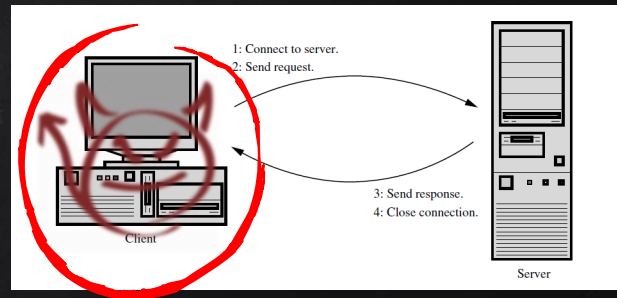 1: Connect to server.
2: Send request.
3: Send response.
4: Close connection.
Client
Server